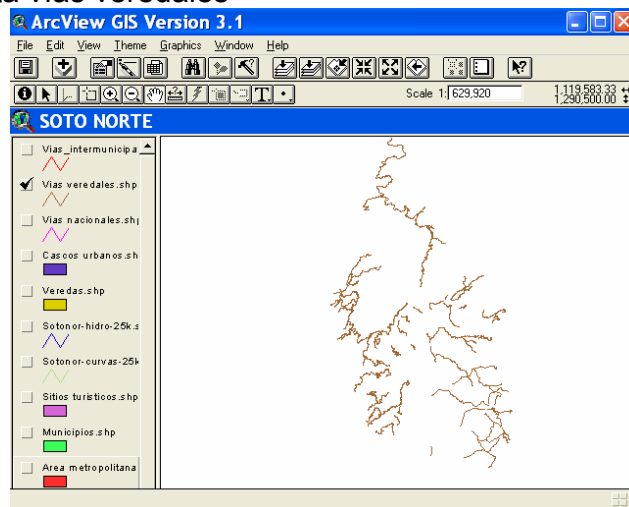 ArcView GIS Version 3.1
File Edit View Theme Graphics Window Help
Scale 1: 629,920
1,119,583.33
1,290,500.00
SOTO NORTE
Vias_intermunicipa
Vias veredales.shp
Vias nacionales.sh
Cascos urbanos.sh
Veredas.shp
Sotonor-hidro-25k.s
Sotonor-curvas-25k
Sitios turisticos.shp
Municipios.shp
Area metropolitana